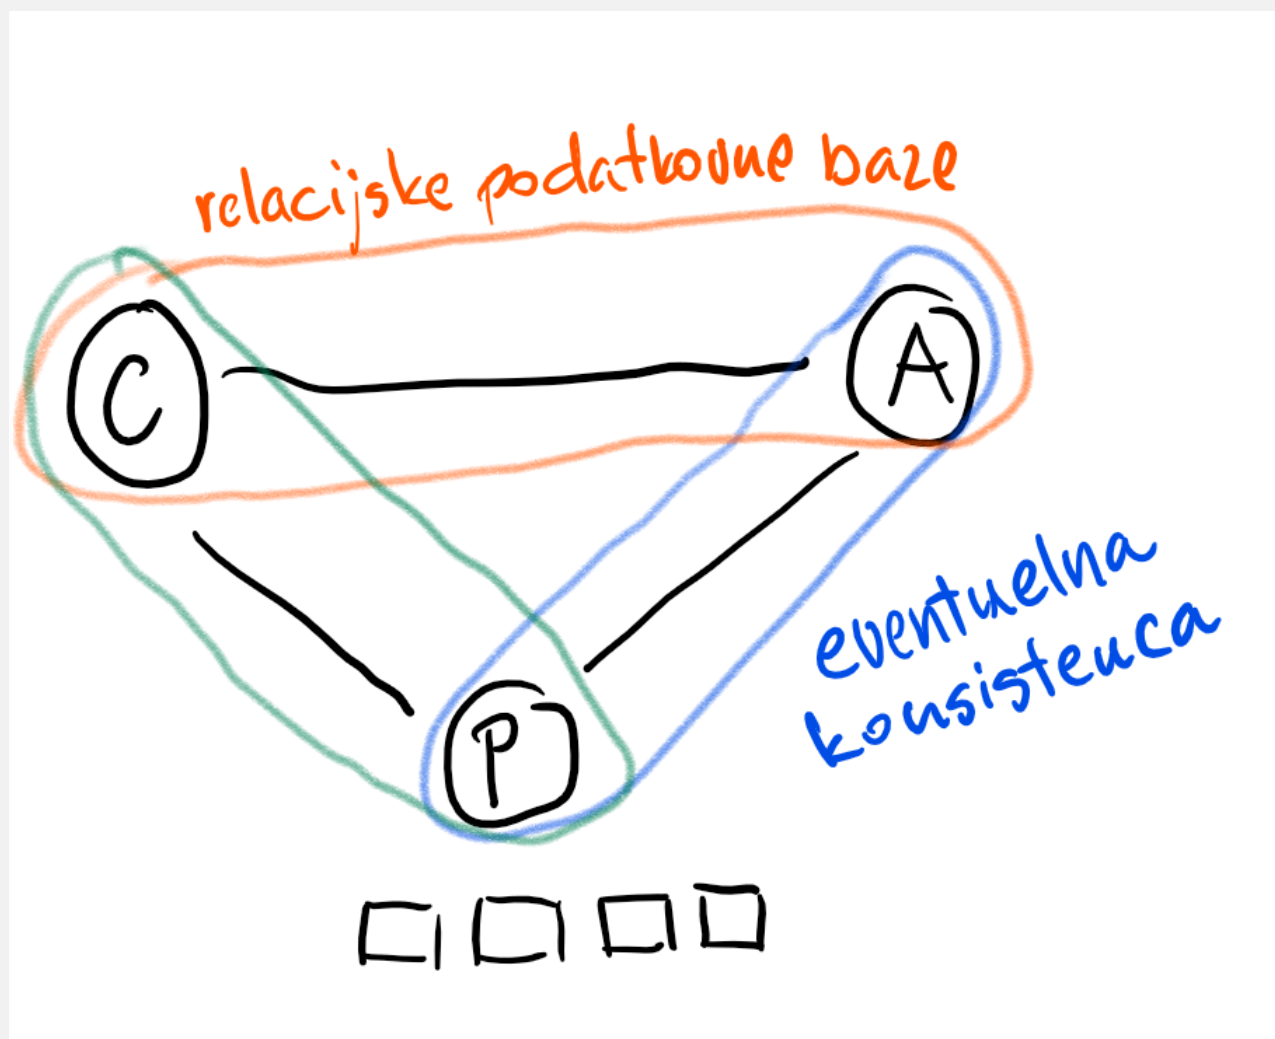 relacijske podatkovne baze
C
A
P
eventuelna
konsistenca